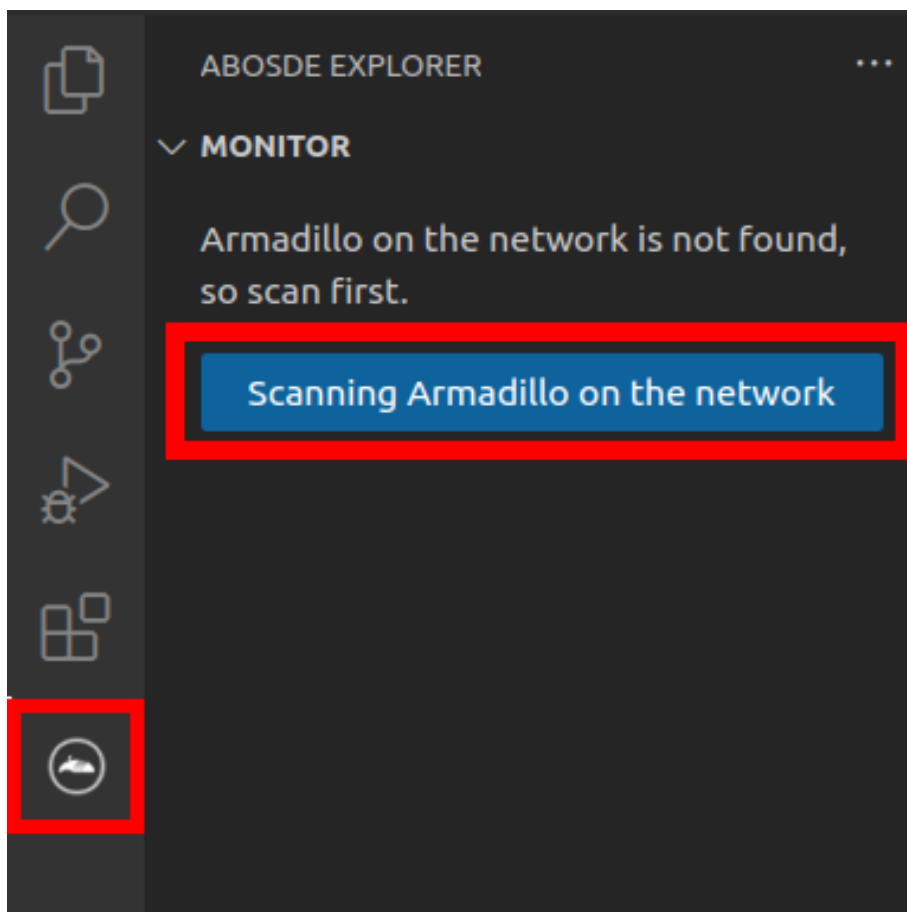 ABOSDE EXPLORER
MONITOR
Armadillo on the network is not found,
so scan first.
Scanning Armadillo on the network